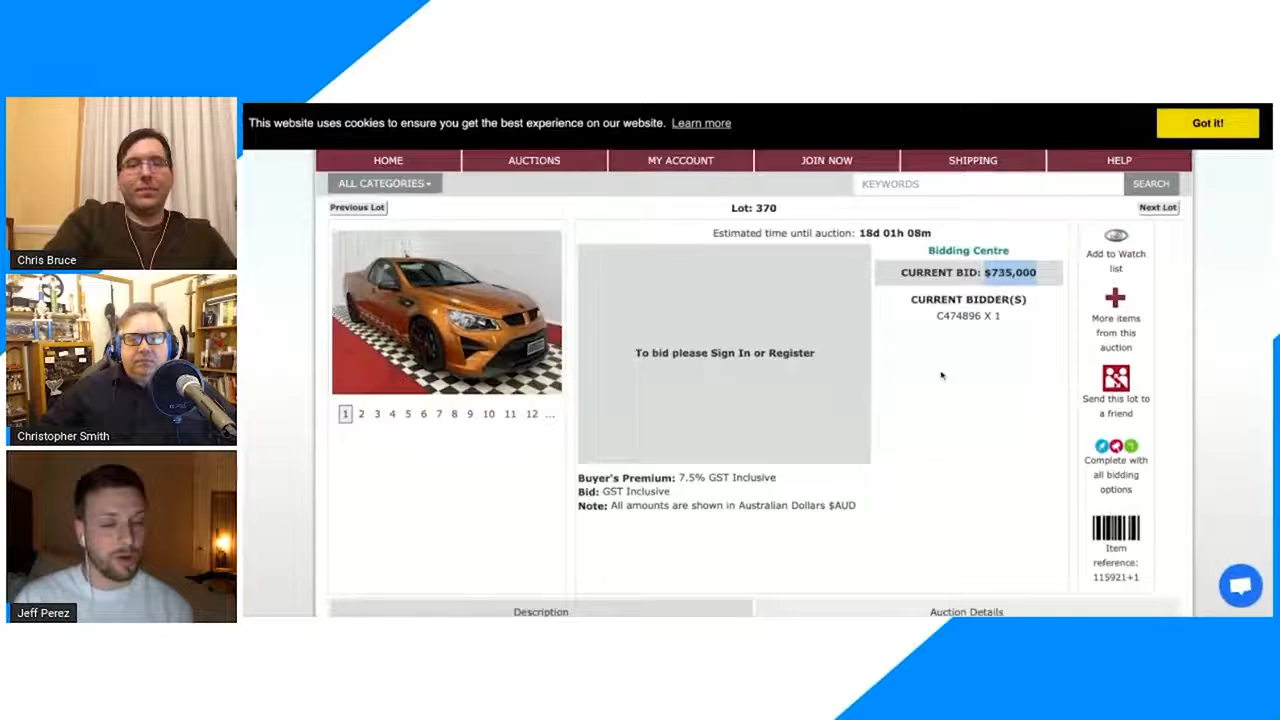 This website uses cookies to ensure you get the best experience on our website. Learn more
Got it!
HOME
AUCTIONS
MY ACCOUNT
JOIN NOW
SHIPPING
HELP
ALL CATEGORIES
KEYWORDS
SEARCH
Previous Lot
Lot: 370
Next Lot
Estimated time until auction: 18d 01h 08m
To bid please Sign In or Register
Bidding Centre
CURRENT BID: $735,000
CURRENT BIDDER(S)
C474896 X 1
Add to Watch
list
More items
from this
auction
Send this lot to
a friend
Complete with
all bidding
options
Item
reference:
115921+1
1 2 3 4 5 6 7 8 9 10 11 12 ...
Buyer's Premium: 7.5% GST Inclusive
Bid: GST Inclusive
Note: All amounts are shown in Australian Dollars $AUD
Description
Auction Details
Chris Bruce
Christopher Smith
Jeff Perez